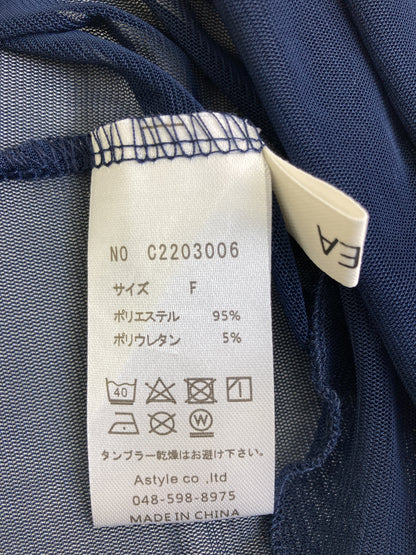 NO C2203006
サイズ F
ポリエステル 95%
ポリウレタン 5%
40
W
タンブラー乾燥はお避け下さい。
Astyle co ,ltd
048-598-8975
MADE IN CHINA
EA